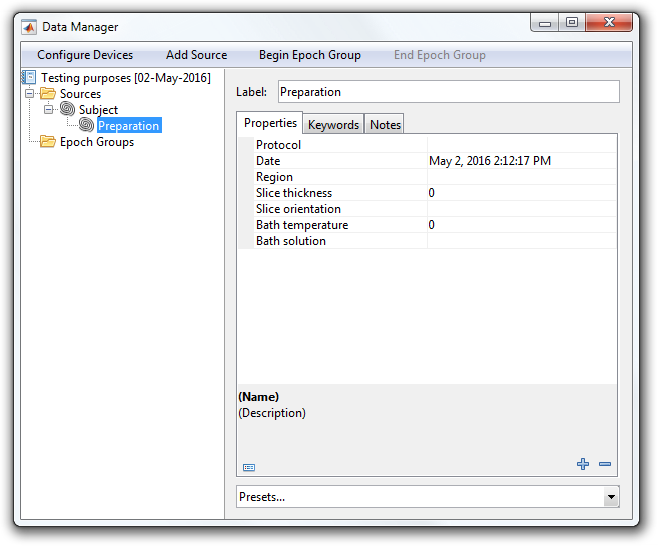 Data Manager
Configure Devices Add Source Begin Epoch Group End Epoch Group
Testing purposes [02-May-2016]
Sources
Subject
Preparation
Epoch Groups
Label: Preparation
Properties Keywords Notes
Protocol
Date May 2, 2016 2:12:17 PM
Region
Slice thickness 0
Slice orientation
Bath temperature 0
Bath solution
(Name)
(Description)
Presets...